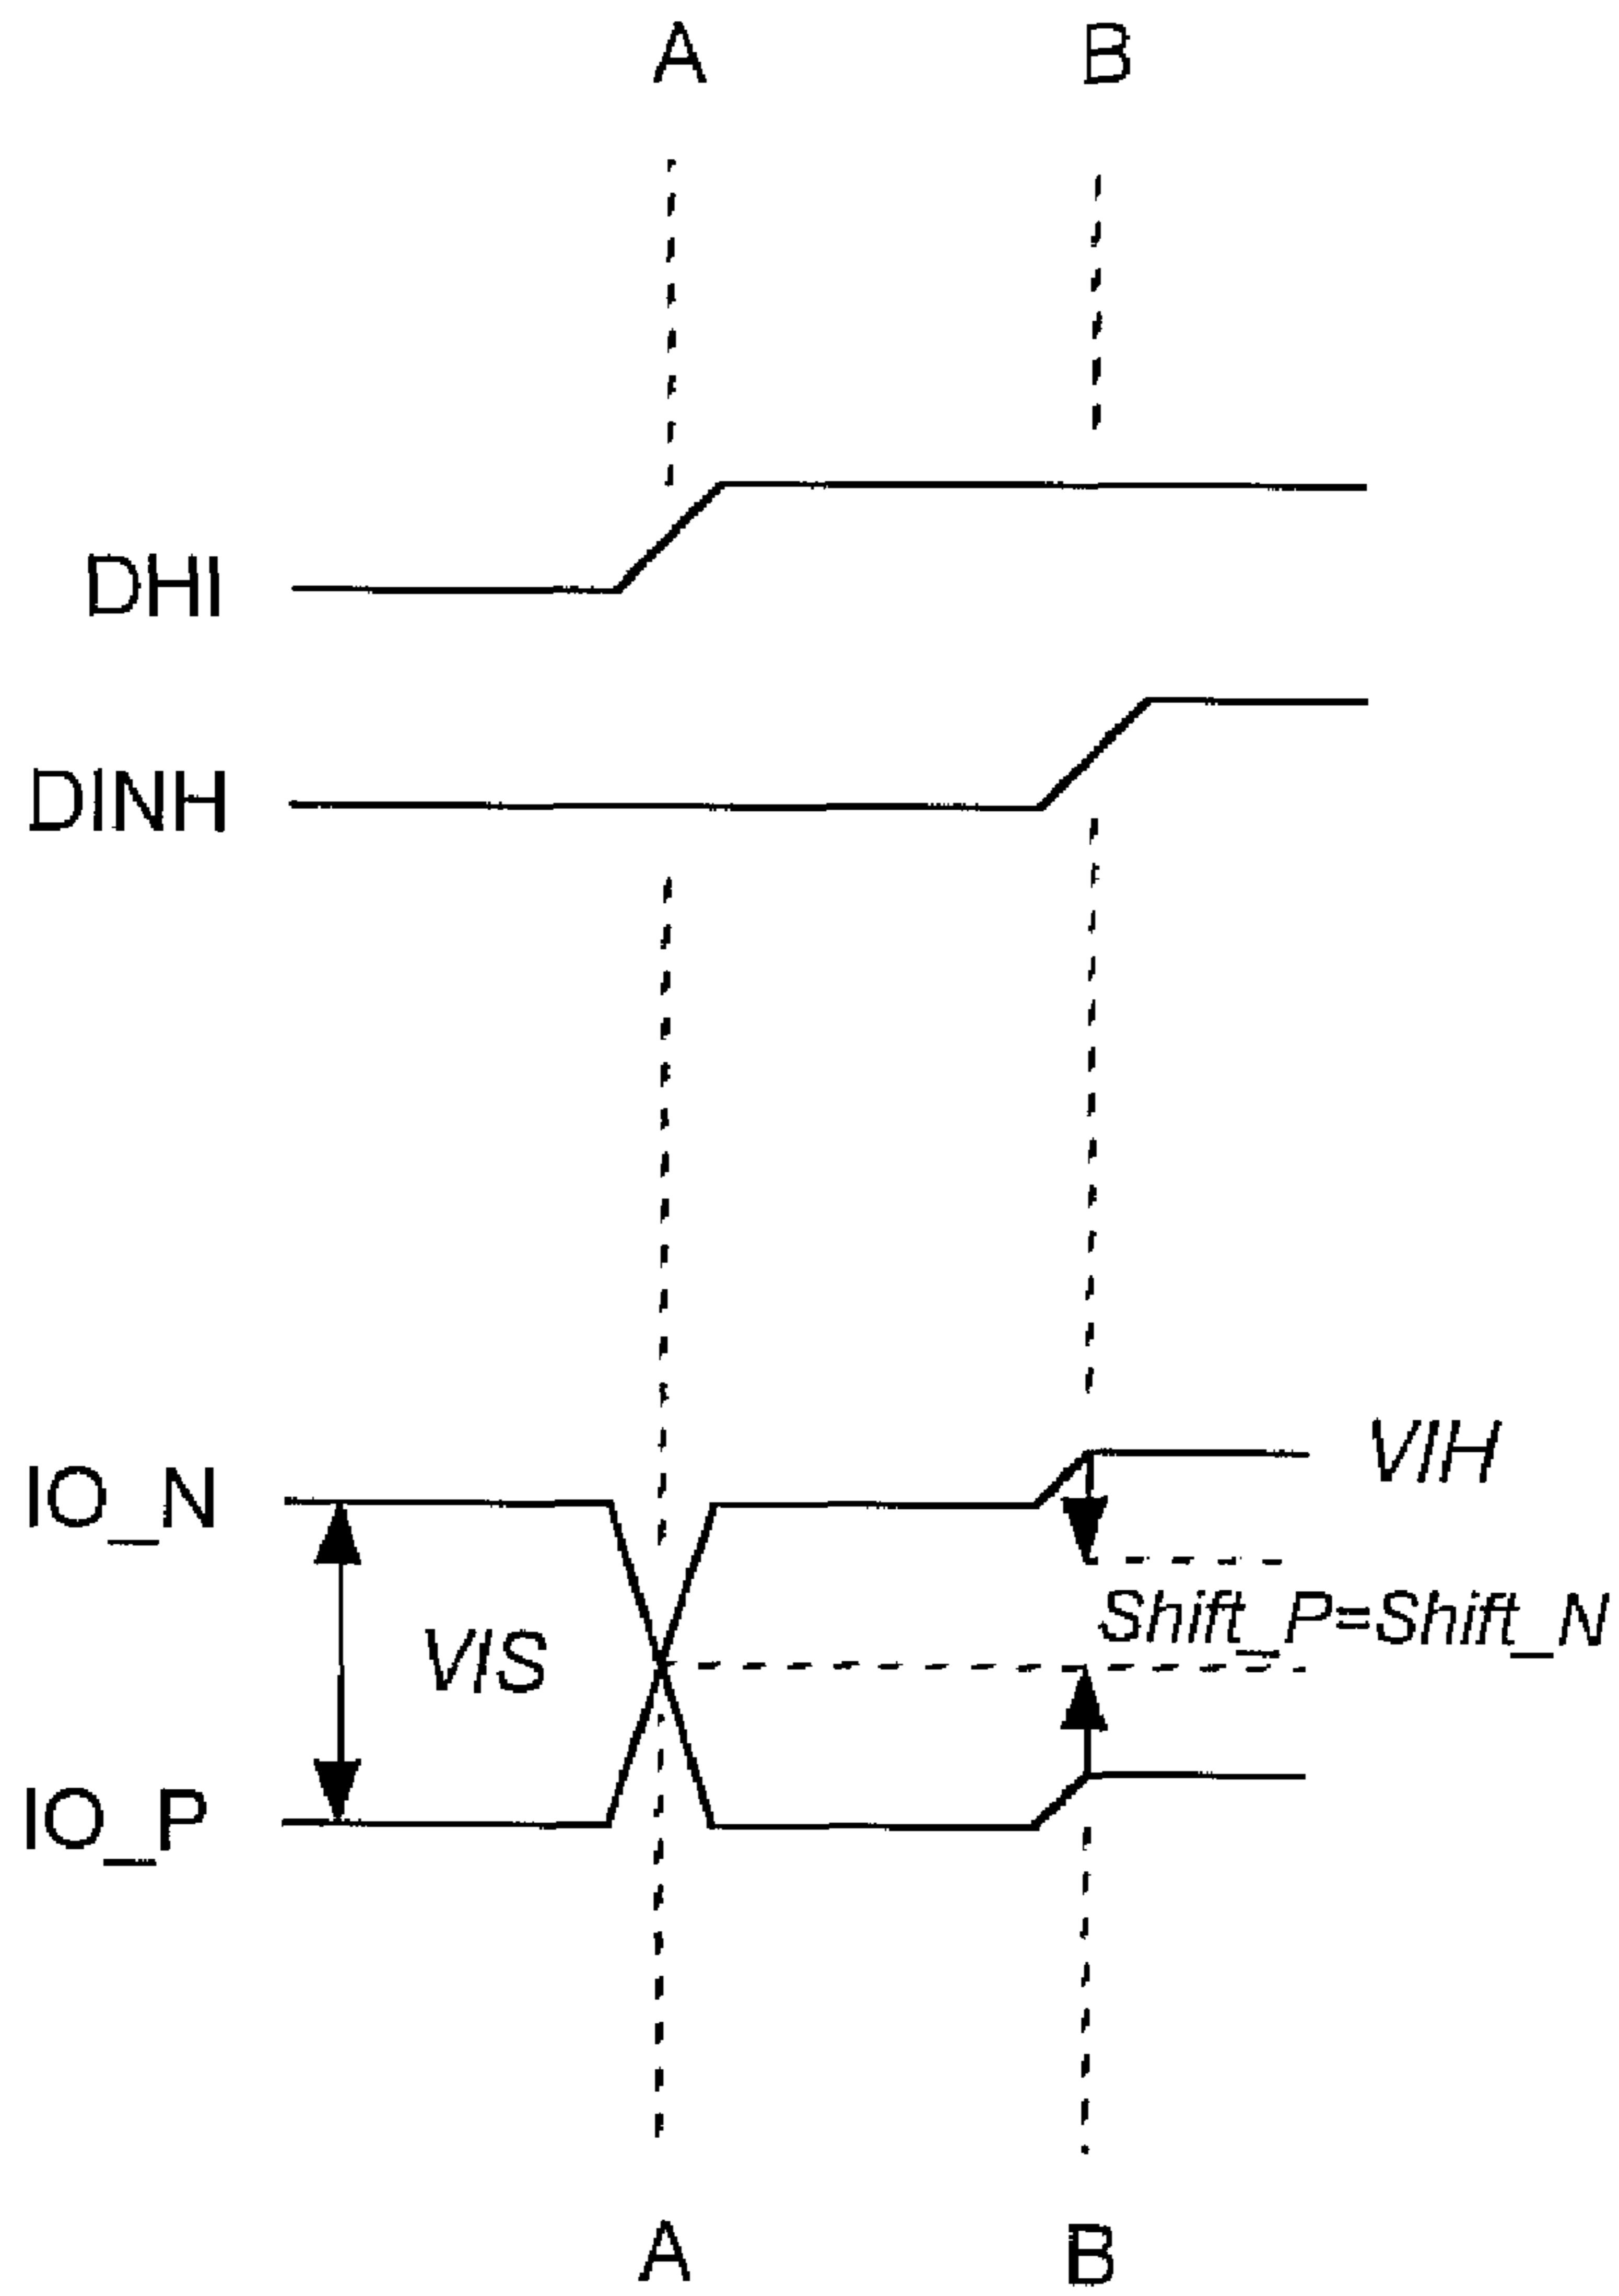 A
B
DHI
DINH
IO_N
VIH
VIS
Shift_P=Shift_N
IO_P
A
B